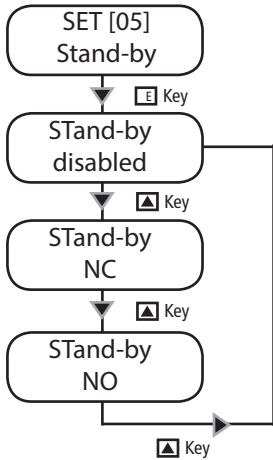 SET [05]
Stand-by
E Key
STand-by
disabled
Key
STand-by
NC
Key
STand-by
NO
Key